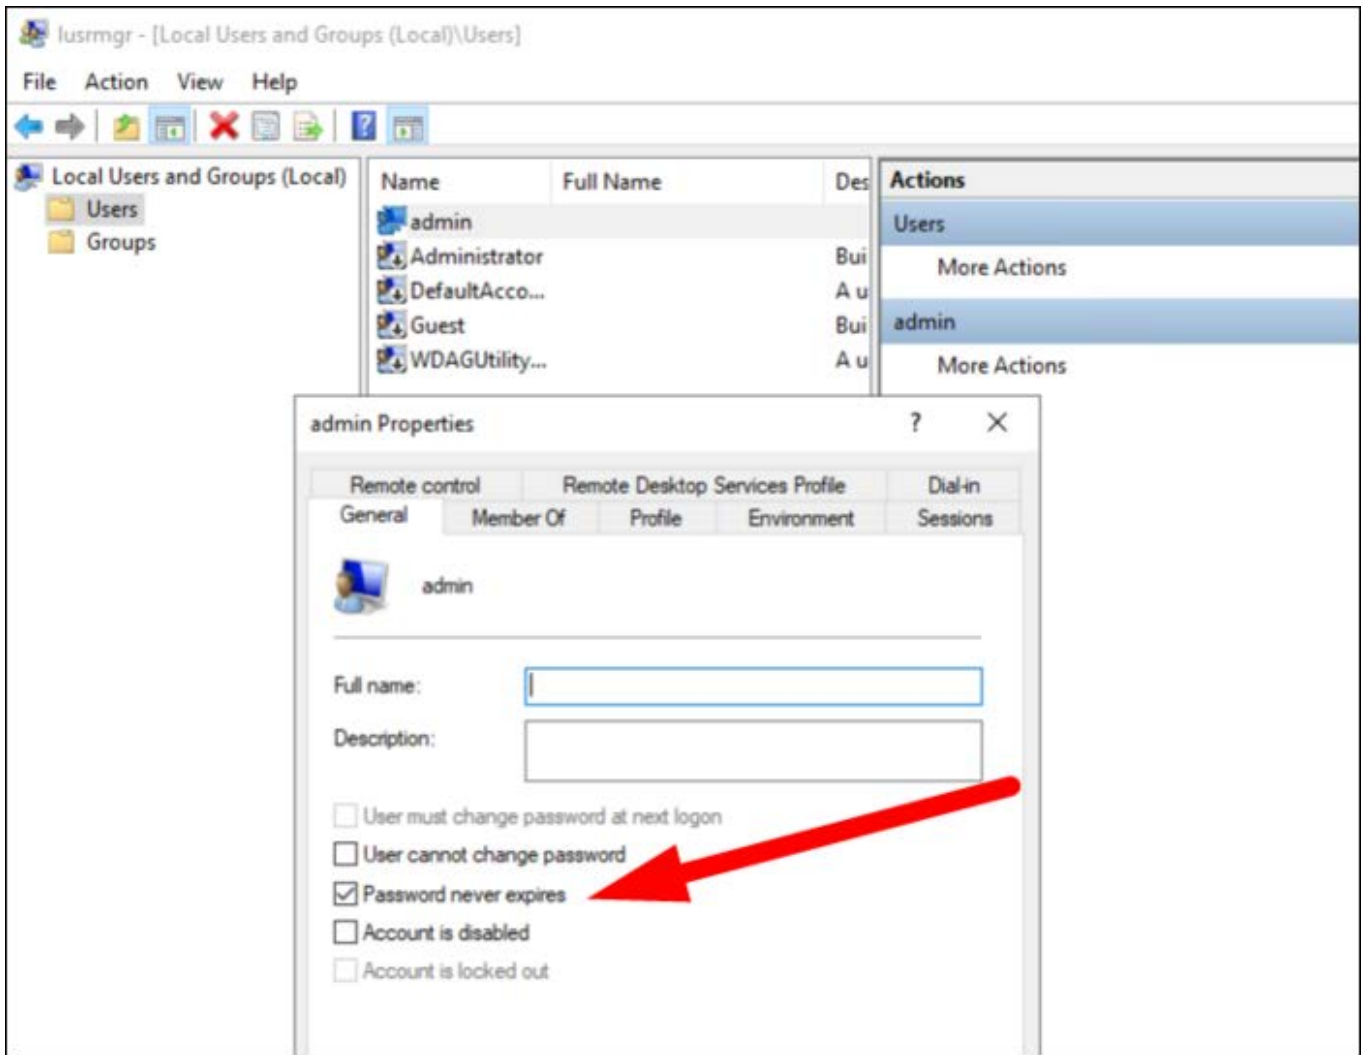 lusrmgr - [Local Users and Groups (Local)\Users]
File Action View Help
Local Users and Groups (Local)
Users
Groups
Name Full Name Des
admin
Administrator Bui
DefaultAcco... A u
Guest Bui
WDAGUtility... A u
Actions
Users
More Actions
admin
More Actions
admin Properties
Remote control Remote Desktop Services Profile Dial-in
General Member Of Profile Environment Sessions
admin
Full name:
Description:
User must change password at next logon
User cannot change password
Password never expires
Account is disabled
Account is locked out